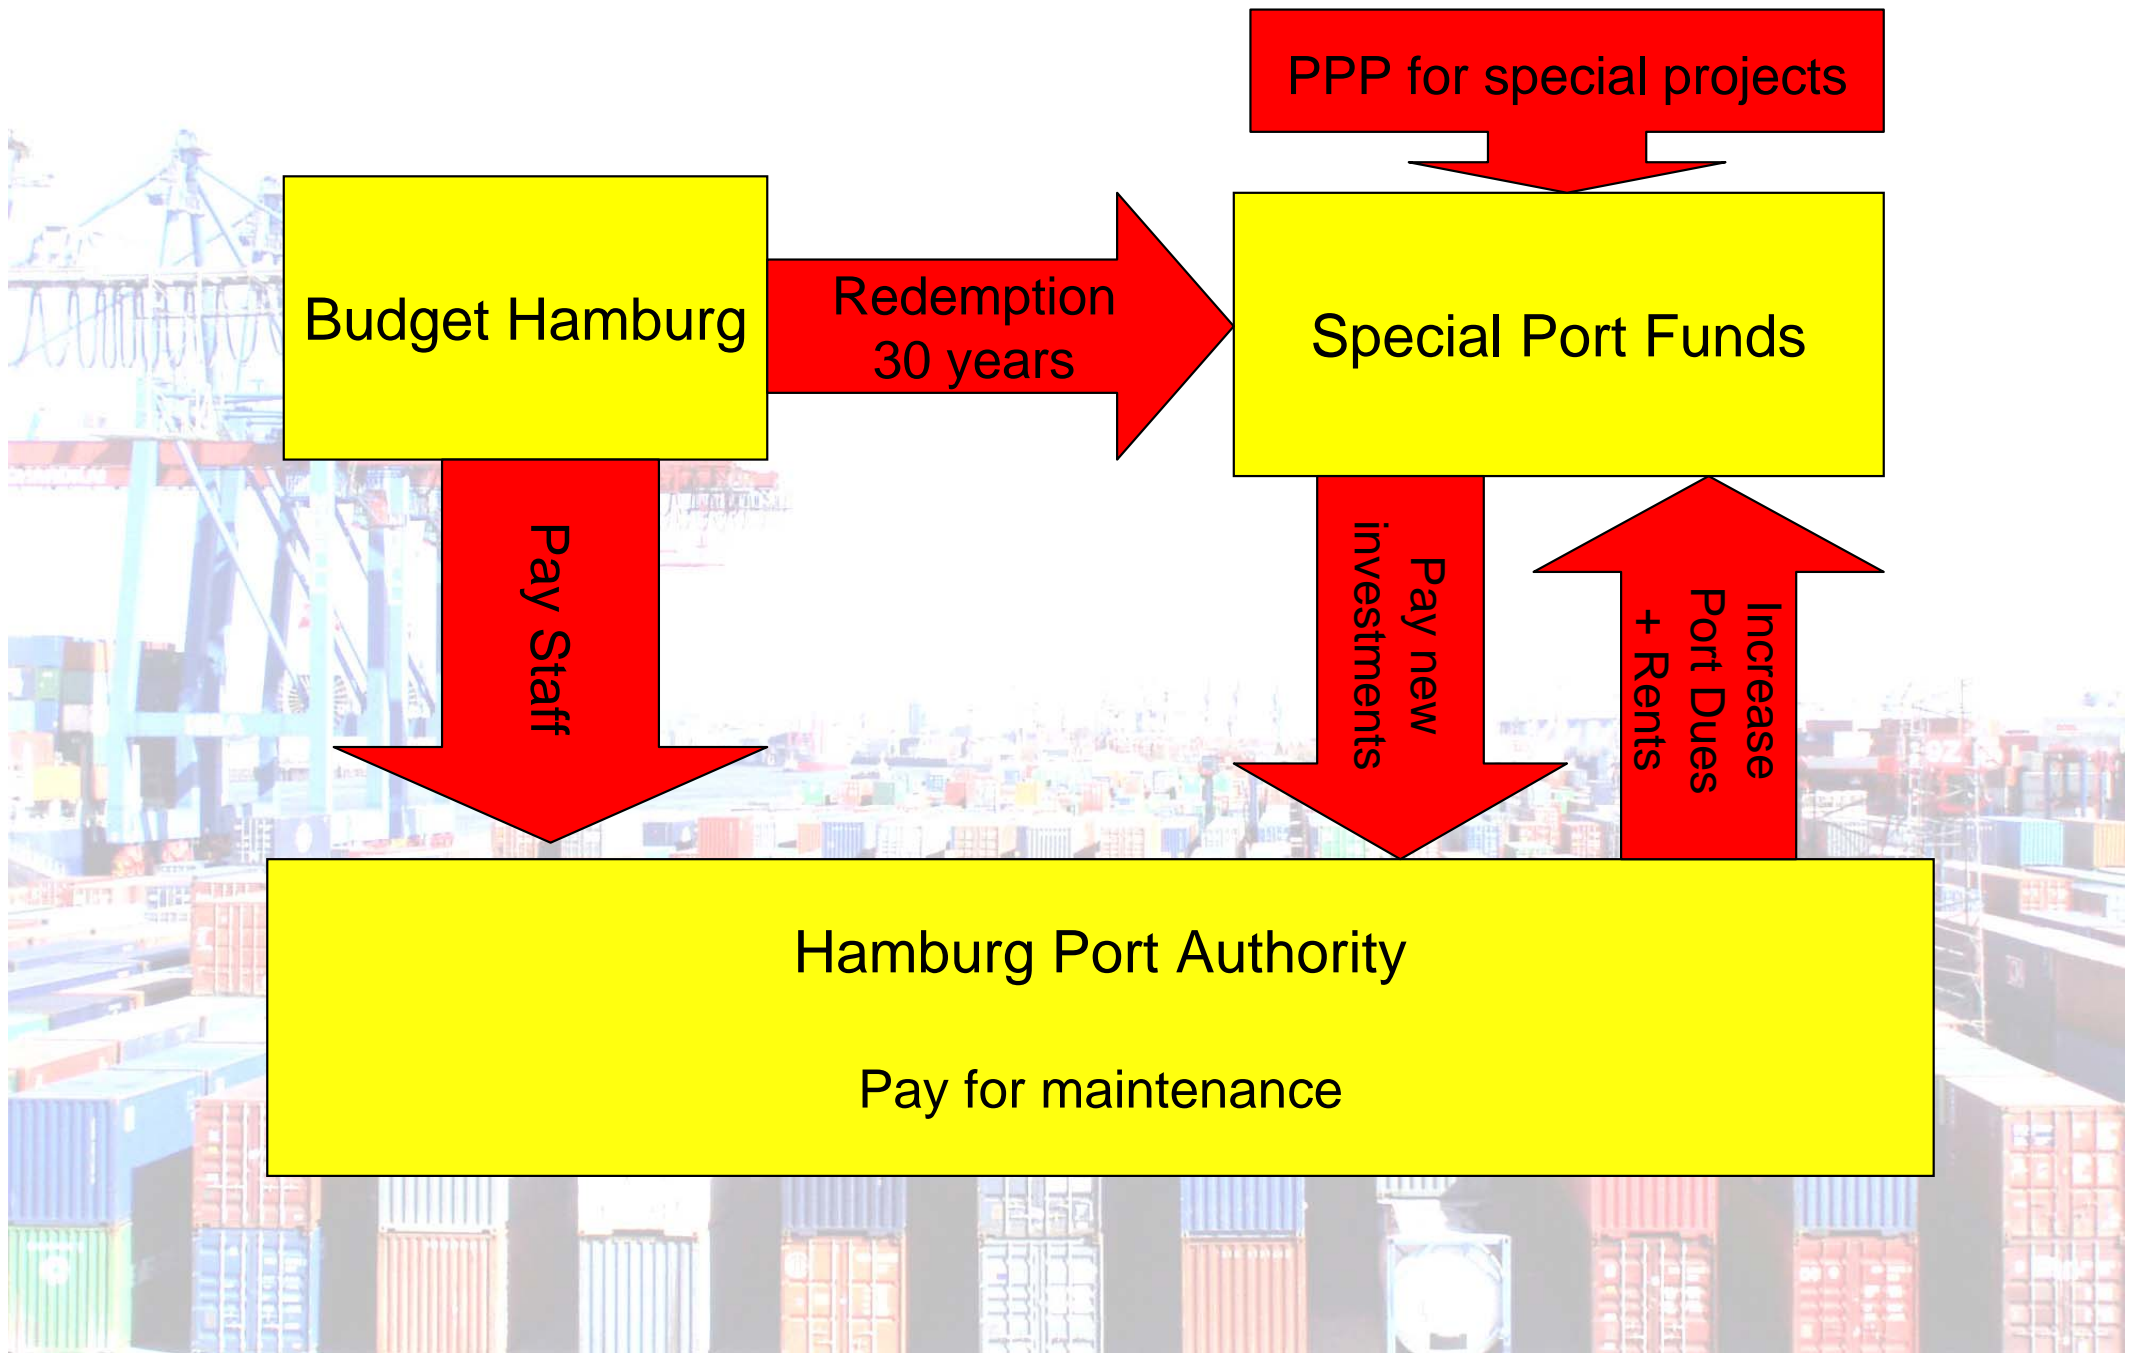 PPP for special projects
Budget Hamburg
Redemption
30 years
Special Port Funds
Pay Staff
Pay new
investments
Increase
Port Dues
+ Rents
Hamburg Port Authority
Pay for maintenance